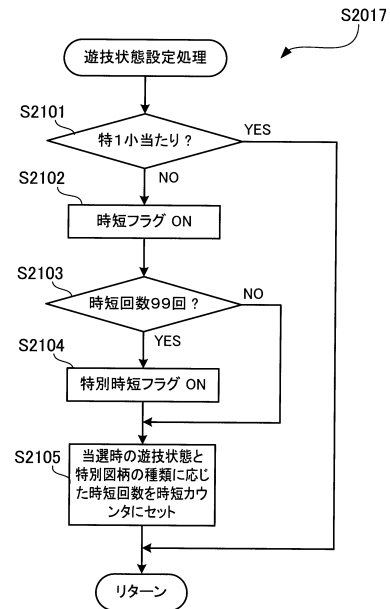 S2017
遊技状態設定処理
S2101
特1小当たり？
YES
NO
S2102
時短フラグ ON
S2103
時短回数99回？
NO
YES
S2104
特別時短フラグ ON
S2105
当選時の遊技状態と
特別図柄の種類に応じ
た時短回数を時短カウ
ンタにセット
リターン